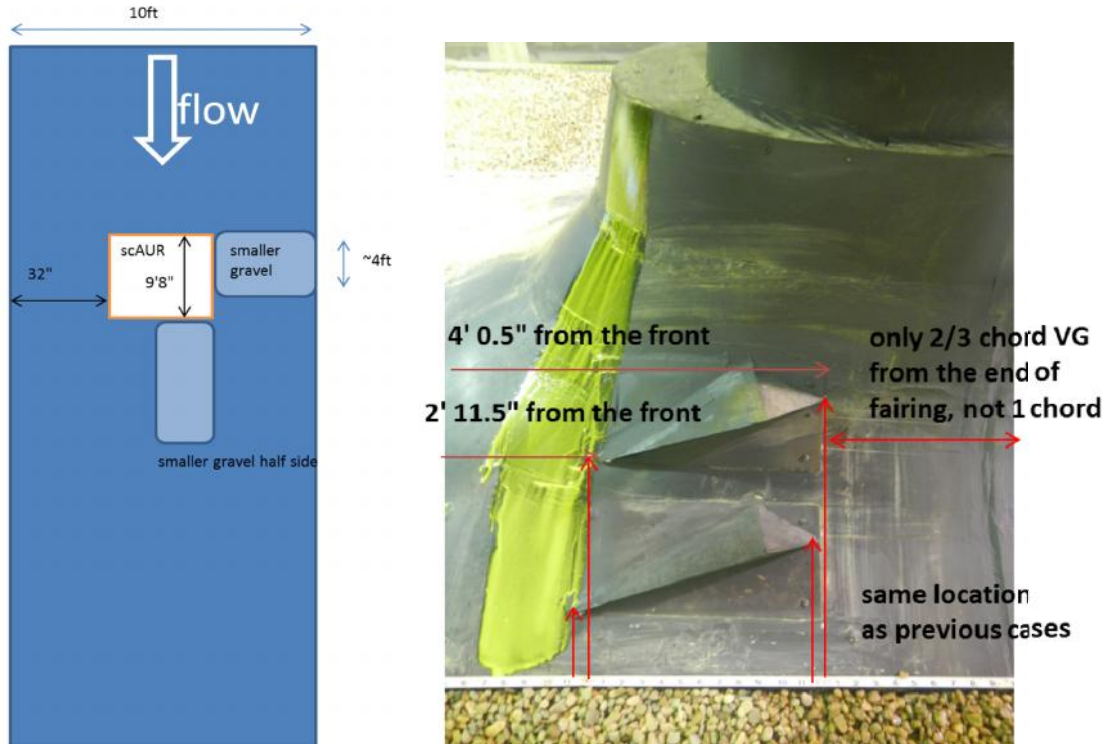 10ft
flow
scAUR
9'8"
smaller
gravel
~4ft
32"
smaller gravel half side
4' 0.5" from the front
2' 11.5" from the front
only 2/3 chord VG
from the end of
fairing, not 1 chord
same location
as previous cases